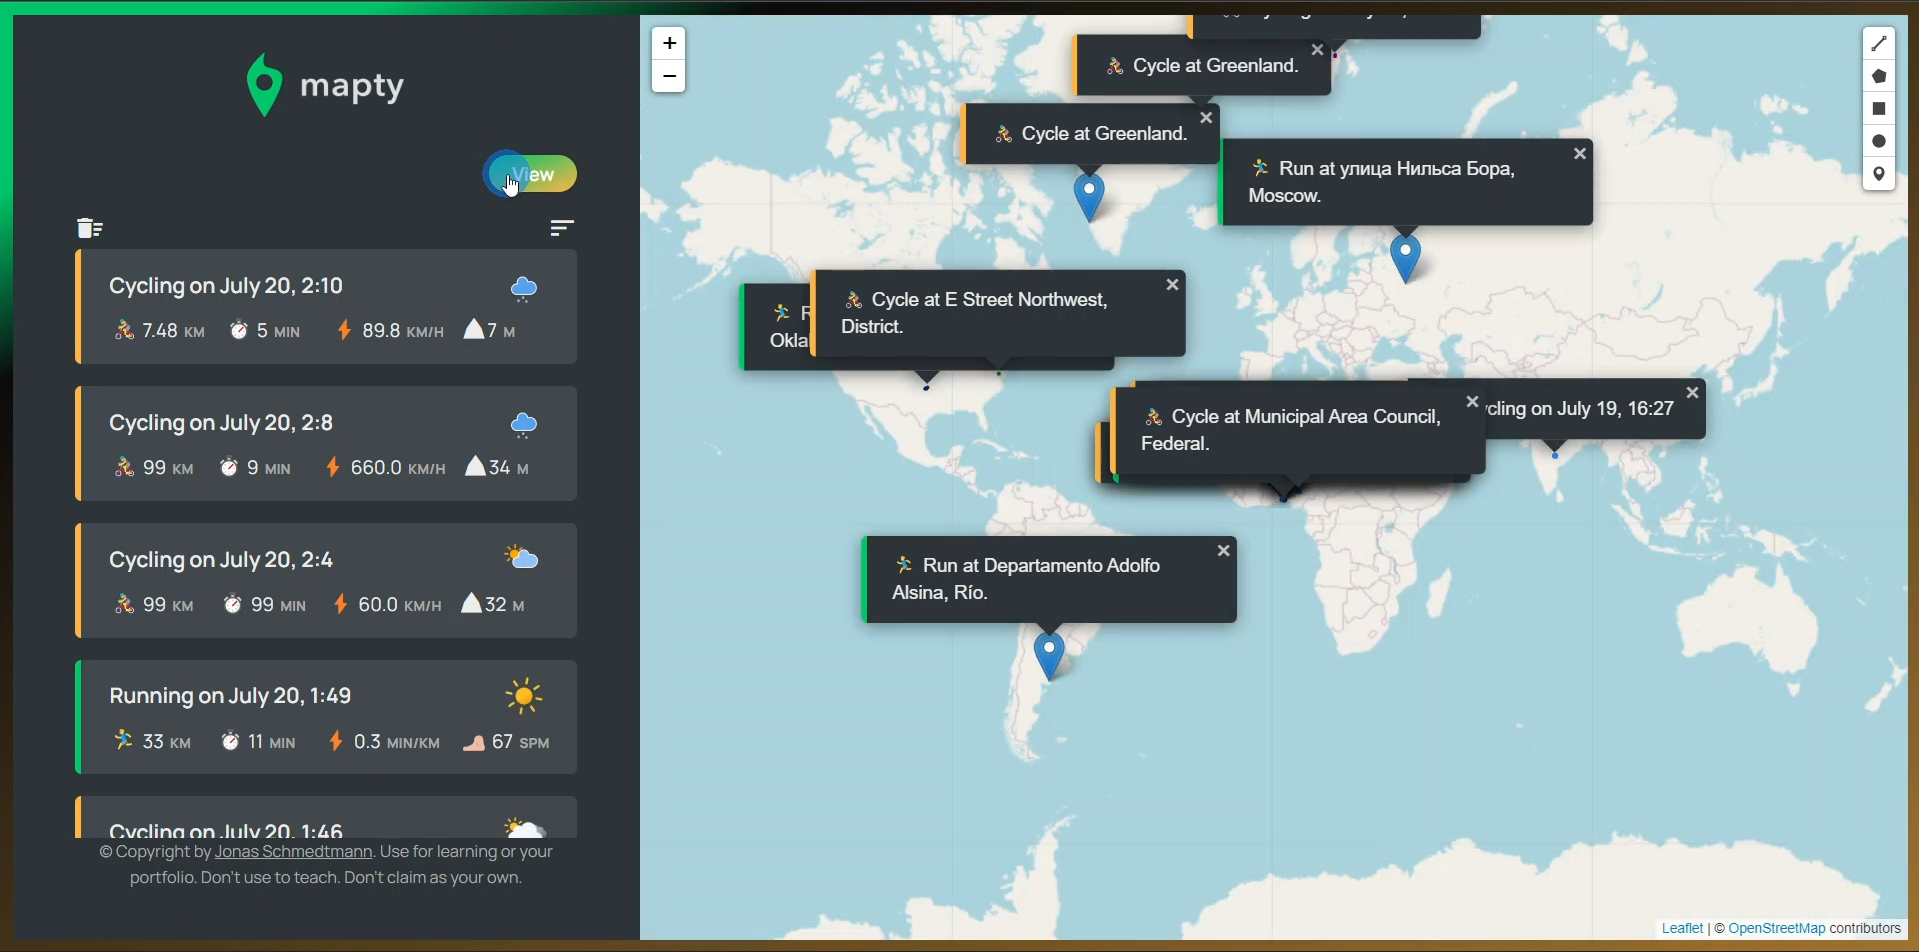 mapty
View
Cycling on July 20, 2:10
7.48 KM 5 MIN 89.8 KM/H 7 M
Cycling on July 20, 2:8
99 KM 9 MIN 660.0 KM/H 34 M
Cycling on July 20, 2:4
99 KM 99 MIN 60.0 KM/H 32 M
Running on July 20, 1:49
33 KM 11 MIN 0.3 MIN/KM 67 SPM
Cycling on July 20, 1:46
© Copyright by Jonas Schmedtmann. Use for learning or your
portfolio. Don't use to teach. Don't claim as your own.
+
−
Cycle at Greenland.
Cycle at Greenland.
Run at улица Нильса Бора,
Moscow.
Cycle at E Street Northwest,
District.
R
Okla
Cycle at Municipal Area Council,
Federal.
ycling on July 19, 16:27
Run at Departamento Adolfo
Alsina, Río.
Leaflet | © OpenStreetMap contributors